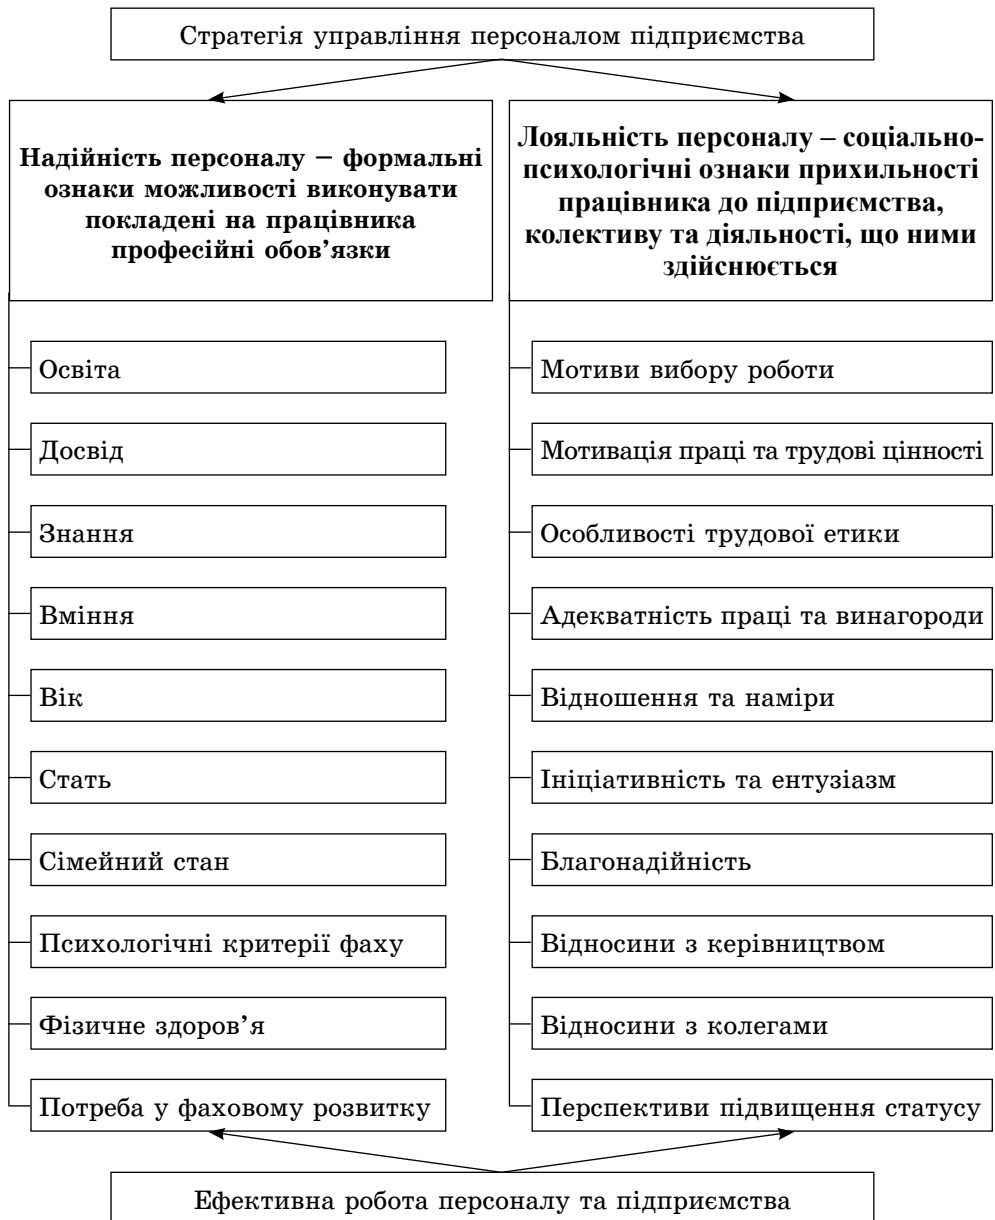 Стратегія управління персоналом підприємства
Надійність персоналу – формальні
ознаки можливості виконувати
покладені на працівника
професійні обов’язки
Лояльність персоналу – соціально-
психологічні ознаки прихильності
працівника до підприємства,
колективу та діяльності, що ними
здійснюється
Освіта
Досвід
Знання
Вміння
Вік
Стать
Сімейний стан
Психологічні критерії фаху
Фізичне здоров’я
Потреба у фаховому розвитку
Мотиви вибору роботи
Мотивація праці та трудові цінності
Особливості трудової етики
Адекватність праці та винагороди
Відношення та наміри
Ініціативність та ентузіазм
Благонадійність
Відносини з керівництвом
Відносини з колегами
Перспективи підвищення статусу
Ефективна робота персоналу та підприємства